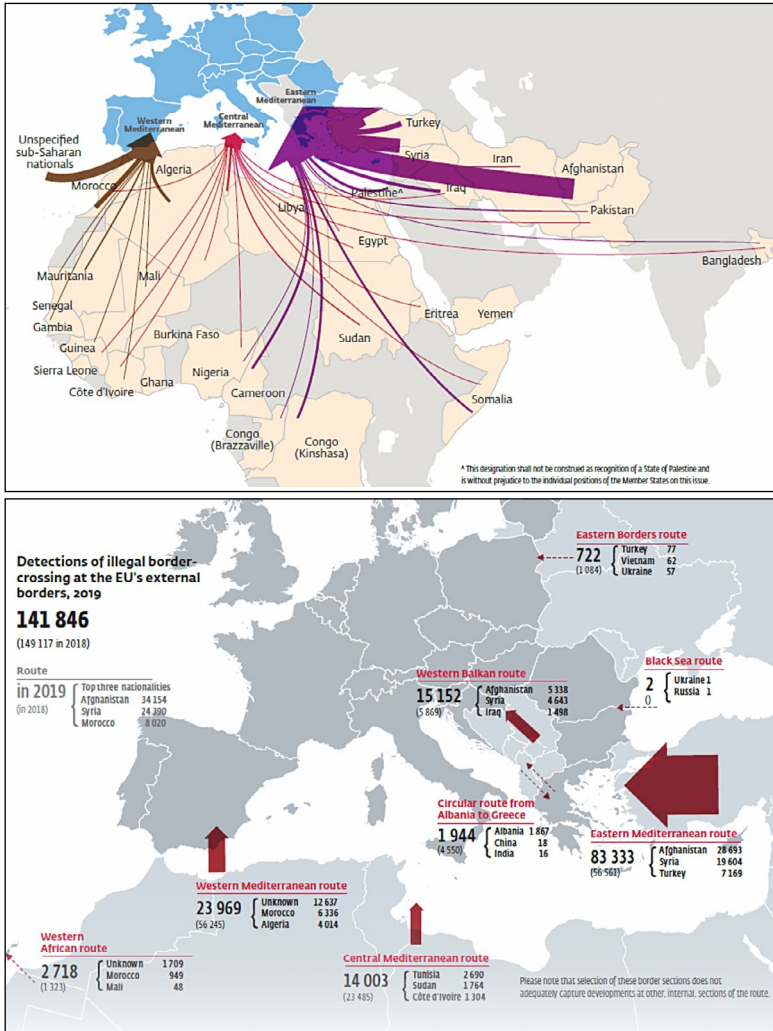 Eastern
Mediterranean
Western
Mediterranean
Central
Mediterranean
Unspecified
sub-Saharan
nationals
Turkey
Syria
Iran
Afghanistan
Morocco
Algeria
Libya
Palestine^
Iraq
Pakistan
Egypt
Bangladesh
Mauritania
Mali
Senegal
Gambia
Guinea
Burkina Faso
Sudan
Eritrea
Yemen
Sierra Leone
Ghana
Nigeria
Côte d'Ivoire
Cameroon
Somalia
Congo
(Brazzaville)
Congo
(Kinshasa)
^ This designation shall not be construed as recognition of a State of Palestine and
is without prejudice to the individual positions of the Member States on this issue.
Detections of illegal border-
crossing at the EU's external
borders, 2019
141 846
(149 117 in 2018)
Route
in 2019
(in 2018)
Top three nationalities
Afghanistan 34 154
Syria 24 390
Morocco 8 020
Eastern Borders route
722
(1 084)
Turkey 77
Vietnam 62
Ukraine 57
Black Sea route
2
0
Ukraine 1
Russia 1
Western Balkan route
15 152
(5 869)
Afghanistan 5 338
Syria 4 643
Iraq 1 498
Circular route from
Albania to Greece
1 944
(4 550)
Albania 1 867
China 18
India 16
Eastern Mediterranean route
83 333
(56 561)
Afghanistan 28 693
Syria 19 604
Turkey 7 169
Western Mediterranean route
23 969
(56 245)
Unknown 12 637
Morocco 6 336
Algeria 4 014
Western
African route
2 718
(1 323)
Unknown 1 709
Morocco 949
Mali 48
Central Mediterranean route
14 003
(23 485)
Tunisia 2 690
Sudan 1 764
Côte d'Ivoire 1 304
Please note that selection of these border sections does not
adequately capture developments at other, internal, sections of the route.